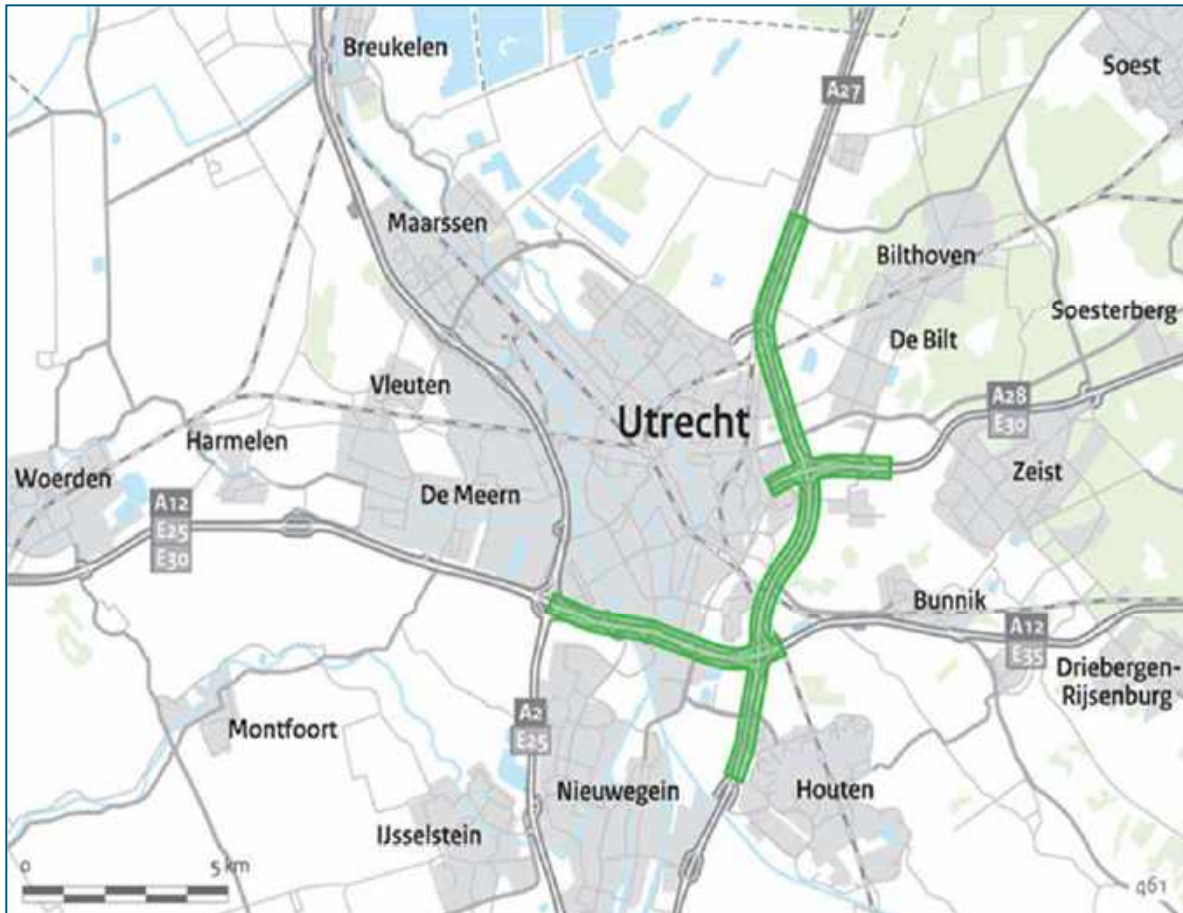 Breukelen
Soest
A27
Maarssen
Bilthoven
Soesterberg
De Bilt
Vleuten
A28
E30
Utrecht
Harmelen
Woerden
Zeist
De Meern
A12
E25
E30
Bunnik
A12
E35
Driebergen-
Rijsenburg
A2
E25
Montfoort
Nieuwegein
Houten
IJsselstein
0
5 km
q61